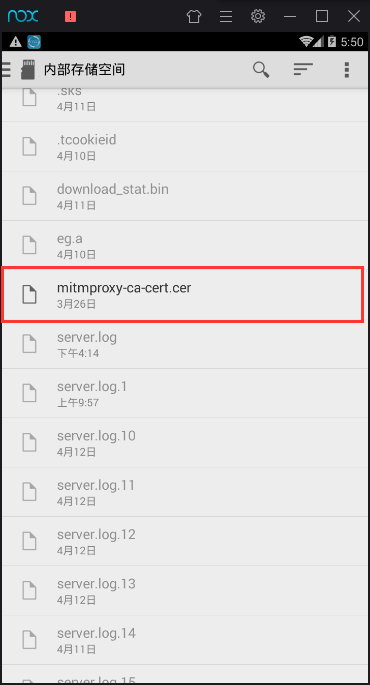 nox
5:50
内部存储空间
.sks
4月11日
.tcookieid
4月10日
download_stat.bin
4月11日
eg.a
4月10日
mitmproxy-ca-cert.cer
3月26日
server.log
下午4:14
server.log.1
上午9:57
server.log.10
4月12日
server.log.11
4月12日
server.log.12
4月12日
server.log.13
4月12日
server.log.14
4月11日
server.log.15